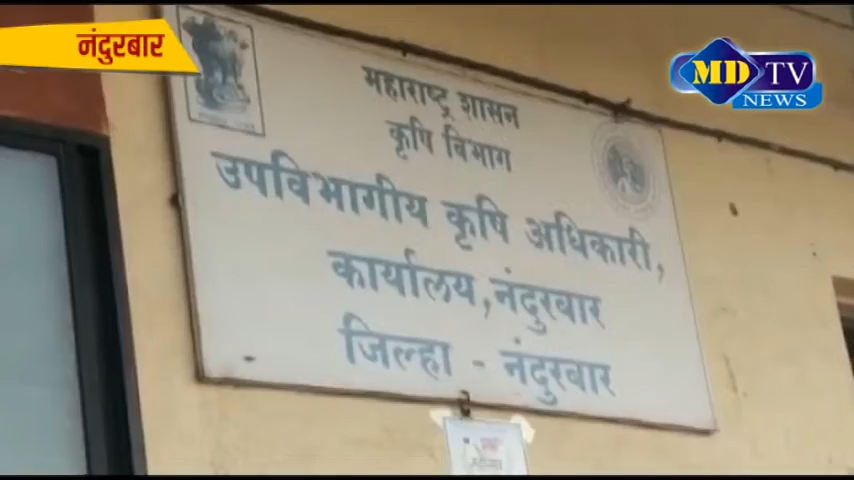 नंदुरबार
MD TV
NEWS
महाराष्ट्र शासन
कृषि विभाग
उपविभागीय कृषि अधिकारी,
कार्यालय, नंदुरबार
जिल्हा - नंदुरबार